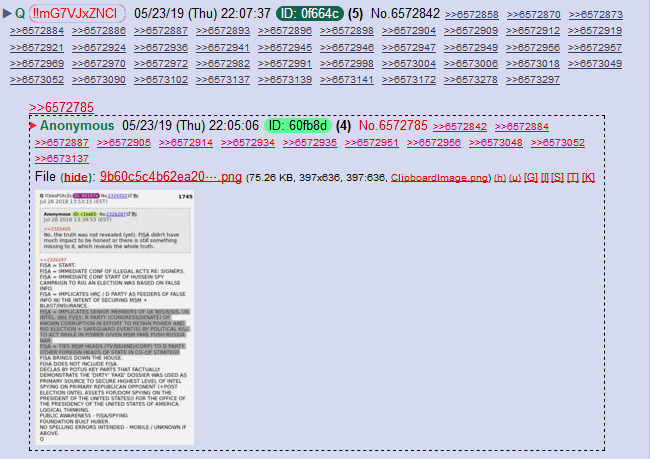 Q !!mG7VJxZNCI 05/23/19 (Thu) 22:07:37 ID: 0f664c (5) No.6572842 >>6572858 >>6572870 >>6572873
>>6572884 >>6572886 >>6572887 >>6572893 >>6572896 >>6572898 >>6572904 >>6572909 >>6572912 >>6572919
>>6572921 >>6572924 >>6572936 >>6572941 >>6572945 >>6572946 >>6572947 >>6572949 >>6572956 >>6572957
>>6572969 >>6572970 >>6572972 >>6572982 >>6572991 >>6572998 >>6573004 >>6573006 >>6573018 >>6573049
>>6573052 >>6573090 >>6573102 >>6573137 >>6573139 >>6573141 >>6573172 >>6573278 >>6573297
>>6572785
Anonymous 05/23/19 (Thu) 22:05:06 ID: 60fb8d (4) No.6572785 >>6572842 >>6572884
>>6572887 >>6572905 >>6572914 >>6572934 >>6572935 >>6572951 >>6572956 >>6573048 >>6573052
>>6573137
File (hide): 9b60c5c4b62ea20⋯.png (75.26 KB, 397x636, 397:636, ClipboardImage.png) (h) (u) [G] [I] [S] [T] [K]
1745
Jul 28 2018 13:53:15 (EST)
Anonymous
Jul 28 2018 13:39:53 (EST)
No, the truth was not revealed (yet). FISA didn't have
much impact to be honest or there is still something
missing to it, which reveals the whole truth.
>>2326287
FISA = START.
FISA = IMMEDIATE CONF OF ILLEGAL ACTS RE: SIGNERS.
FISA = IMMEDIATE CONF START OF HUSSEIN SPY
CAMPAIGN TO RIG AN ELECTION WAS BASED ON FALSE
INFO.
FISA = IMPLICATES HRC / D PARTY AS FEEDERS OF FALSE
INFO W/ THE INTENT OF SECURING MSM +
BLAST/INSURANCE.
FISA = IMPLICATES SENIOR MEMBERS OF UK MI5/6/SIS, US
INTEL, WH, FVEY, R PARTY (CONGRESS/SENATE) OF
KNOWN CORRUPTION IN EFFORT TO RETAIN POWER AND
RIG ELECTION + SAFEGUARD EVENT(S) BY POLITICAL KILL
TO ACT WHILE IN POWER GIVEN MSM FAKE PUSH RUSSIA
NAR.
FISA = TIES MSM HEADS (TV/BEHIND/CORP) TO D PARTY
OTHER FOREIGN HEADS OF STATE IN CO-OP STRATEGY
FISA BRINGS DOWN THE HOUSE.
FOIA DOES NOT INCLUDE FISA.
DECLAS BY POTUS KEY PARTS THAT FACTUALLY
DEMONSTRATE THE 'DIRTY' 'FAKE' DOSSIER WAS USED AS
PRIMARY SOURCE TO SECURE HIGHEST LEVEL OF INTEL
SPYING ON PRIMARY REPUBLICAN OPPONENT (+POST
ELECTION (INTEL ASSETS FOR/DOM SPYING ON THE
PRESIDENT OF THE UNITED STATES)) FOR THE OFFICE OF
THE PRESIDENCY OF THE UNITED STATES OF AMERICA.
LOGICAL THINKING.
PUBLIC AWARENESS - FISA/SPYING
FOUNDATION BUILT HUBER.
NO SPELLING ERRORS INTENDED - MOBILE / UNKNOWN IF
ABOVE.
Q